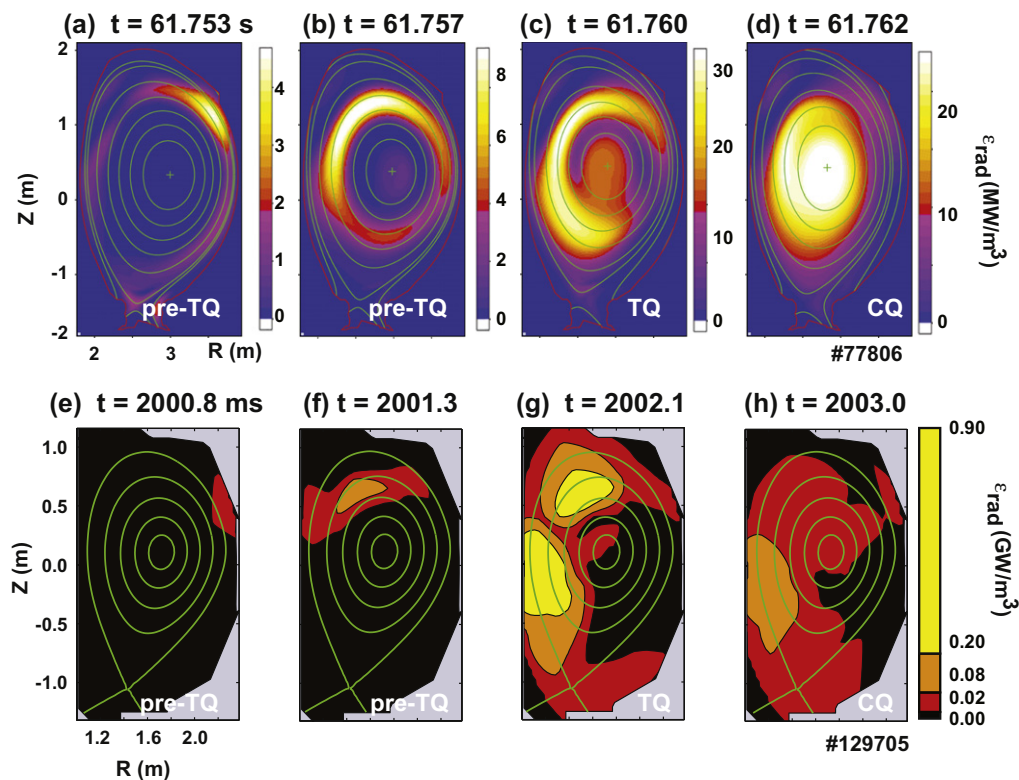 (a) t = 61.753 s (b) t = 61.757 (c) t = 61.760 (d) t = 61.762
2 1 0 -1 -2
Z (m)
4 3 2 1 0
8 6 4 2 0
30 20 10 0
20 10 0
εrad (MW/m³)
pre-TQ pre-TQ TQ CQ
2 3 R (m)
#77806
(e) t = 2000.8 ms (f) t = 2001.3 (g) t = 2002.1 (h) t = 2003.0
1.0 0.5 0.0 -0.5 -1.0
Z (m)
0.90 0.20 0.08 0.02 0.00
εrad (GW/m³)
pre-TQ pre-TQ TQ CQ
1.2 1.6 2.0
R (m)
#129705